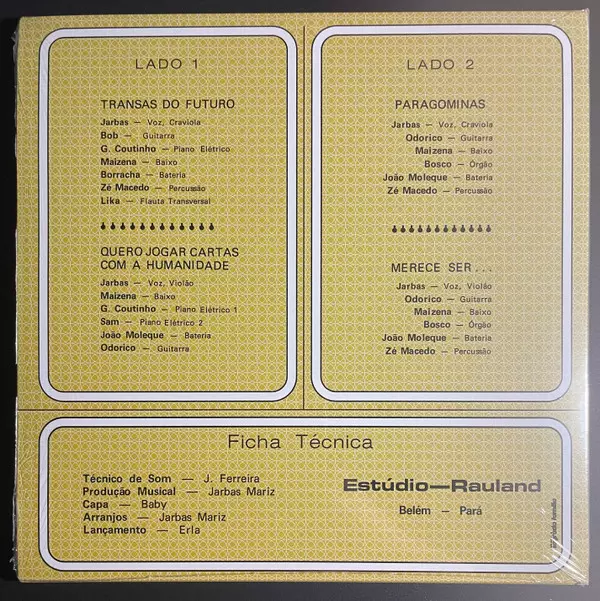 LADO 1
TRANSAS DO FUTURO
Jarbas — Voz, Craviola
Bob — Guitarra
G. Coutinho — Piano Elétrico
Maizena — Baixo
Borracha — Bateria
Zé Macedo — Percussão
Lika — Flauta Transversal
QUERO JOGAR CARTAS
COM A HUMANIDADE
Jarbas — Voz, Violão
Maizena — Baixo
G. Coutinho — Piano Elétrico 1
Sam — Piano Elétrico 2
João Moleque — Bateria
Odorico — Guitarra
LADO 2
PARAGOMINAS
Jarbas — Voz, Craviola
Odorico — Guitarra
Maizena — Baixo
Bosco — Órgão
João Moleque — Bateria
Zé Macedo — Percussão
MERECE SER...
Jarbas — Voz, Violão
Odorico — Guitarra
Maizena — Baixo
Bosco — Órgão
João Moleque — Bateria
Zé Macedo — Percussão
Ficha Técnica
Técnico de Som — J. Ferreira
Produção Musical — Jarbas Mariz
Capa — Baby
Arranjos — Jarbas Mariz
Lançamento — Erla
Estúdio—Rauland
Belém — Pará